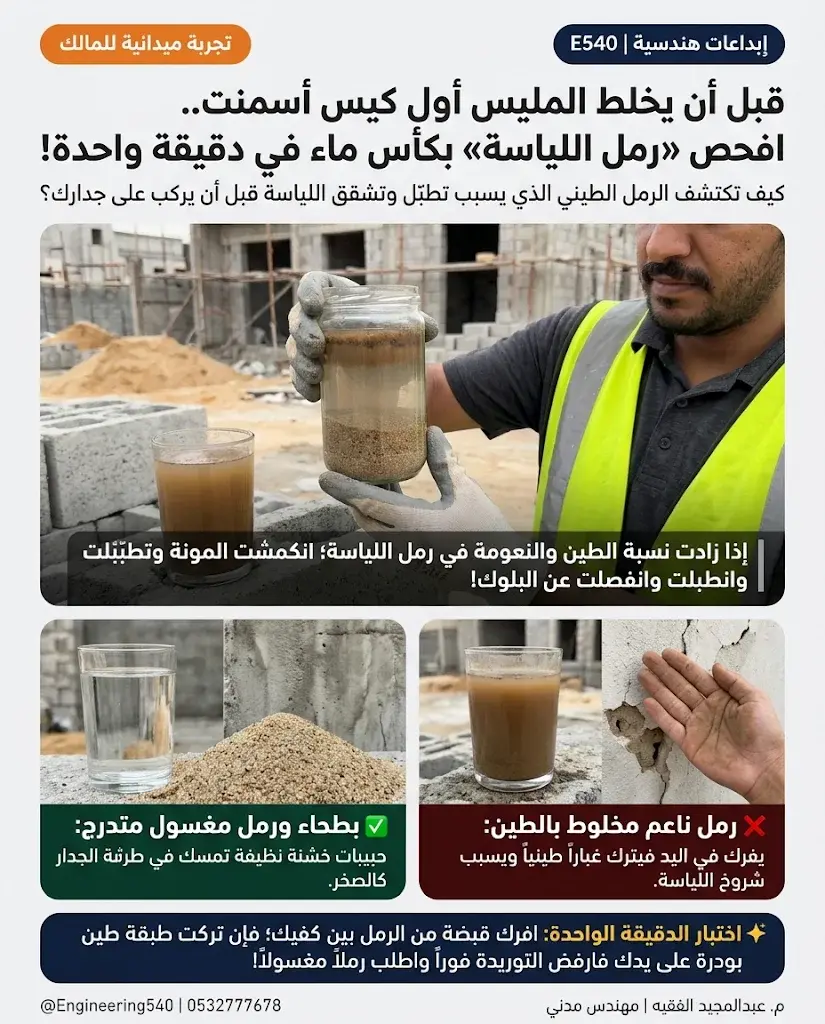 إبداعات هندسية | E540
تجربة ميدانية للمالك
قبل أن يخلط المليس أول كيس أسمنت..
افحص «رمل اللياسة» بكأس ماء في دقيقة واحدة!
كيف تكتشف الرمل الطيني الذي يسبب تطبّل وتشقق اللياسة قبل أن يركب على جدارك؟
إذا زادت نسبة الطين والنعومة في رمل اللياسة؛ انكمشت المونة وتطبّبّلت
وانطبلت وانفصلت عن البلوك!
❌ رمل ناعم مخلوط بالطين:
يفرك في اليد فيترك غباراً طينياً ويسبب
شروخ اللياسة.
✅ بطحاء ورمل مغسول متدرج:
حبيبات خشنة نظيفة تمسك في طرشة الجدار
كالصخر.
✨ اختبار الدقيقة الواحدة: افرك قبضة من الرمل بين كفيك؛ فإن تركت طبقة طين
بودرة على يدك فارفض التوريدة فوراً واطلب رملاً مغسولاً!
م. عبدالمجيد الفقيه | مهندس مدني
@Engineering540 | 0532777678